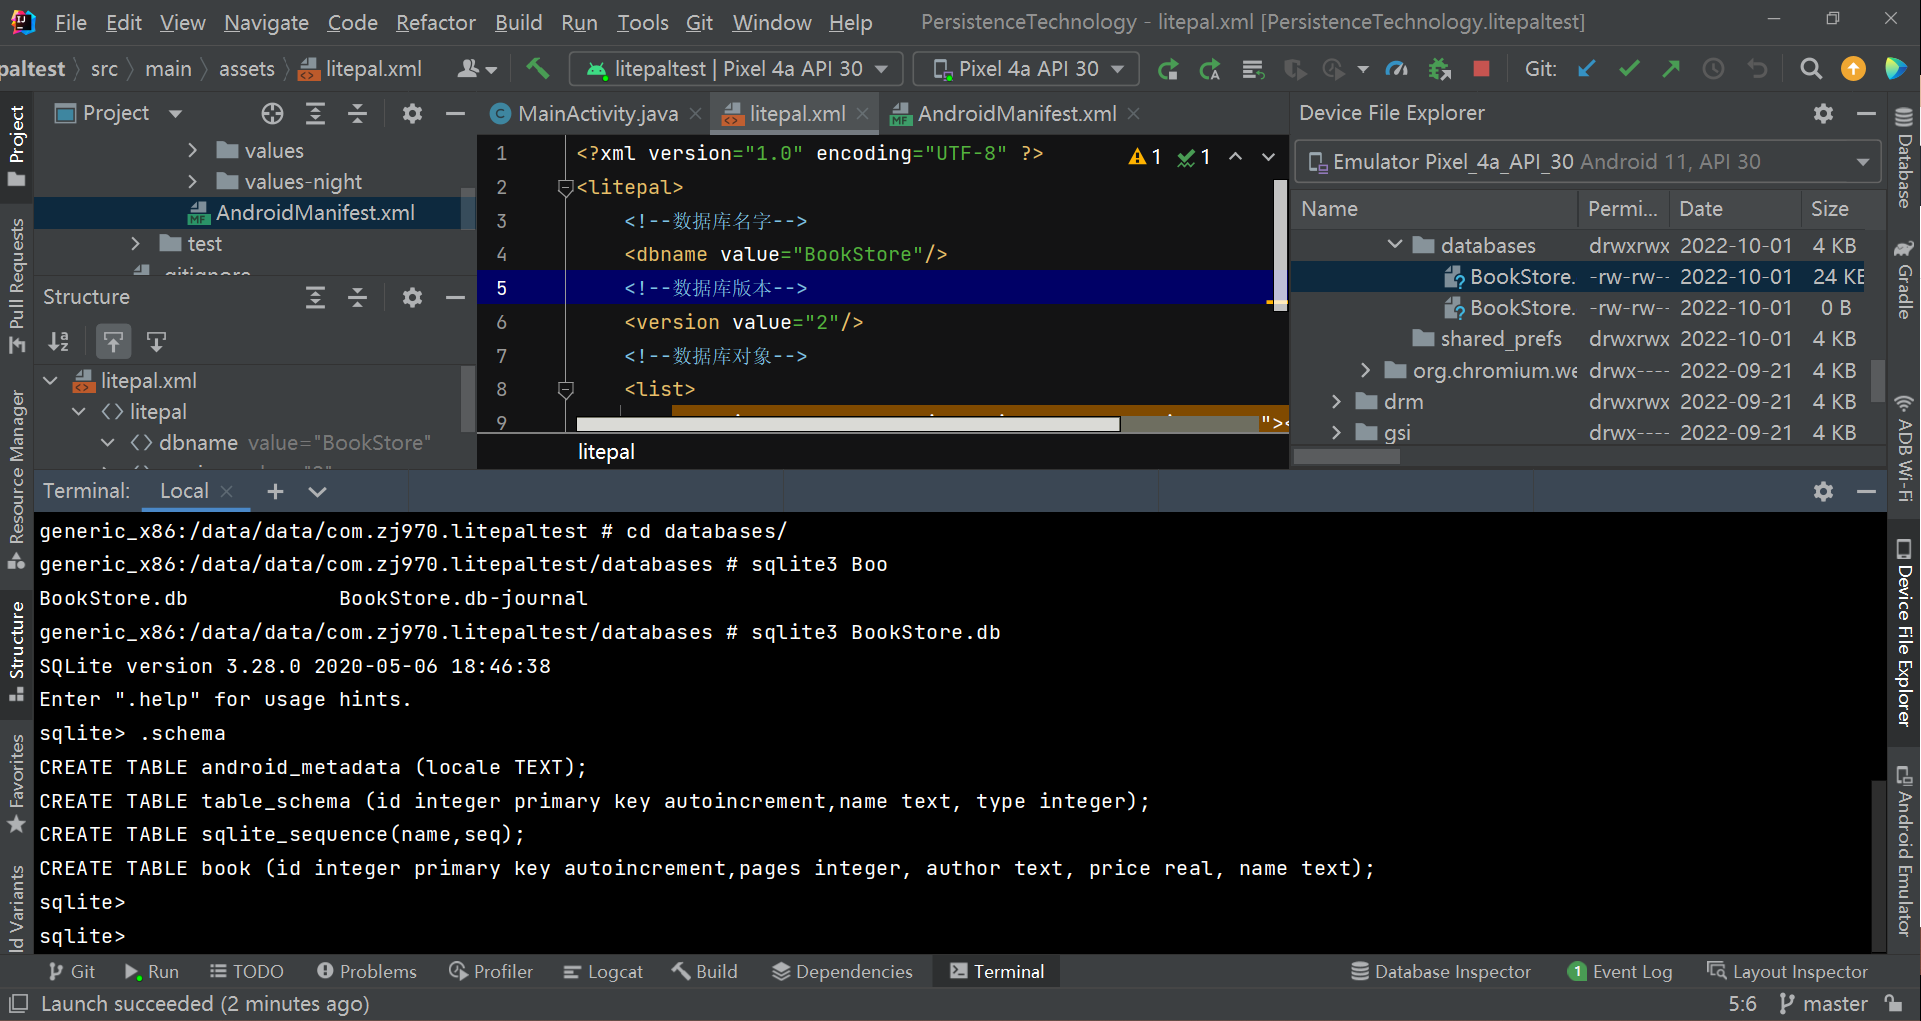 File Edit View Navigate Code Refactor Build Run Tools Git Window Help PersistenceTechnology - litepal.xml [PersistenceTechnology.litepaltest]
paltest src main assets litepal.xml litepaltest | Pixel 4a API 30 Pixel 4a API 30 Git:
Project
Pull Requests
Resource Manager
Structure
Favorites
ld Variants
Project
values
values-night
AndroidManifest.xml
test
.gitignore
Structure
litepal.xml
litepal
dbname value="BookStore"
MainActivity.java litepal.xml AndroidManifest.xml
1 <?xml version="1.0" encoding="UTF-8" ?>
1 1
2 <litepal>
3 <!--数据库名字-->
4 <dbname value="BookStore"/>
5 <!--数据库版本-->
6 <version value="2"/>
7 <!--数据库对象-->
8 <list>
9 "><
litepal
Device File Explorer
Emulator Pixel_4a_API_30 Android 11, API 30
Name Permi... Date Size
databases drwxrwx 2022-10-01 4 KB
BookStore. -rw-rw-- 2022-10-01 24 KB
BookStore. -rw-rw-- 2022-10-01 0 B
shared_prefs drwxrwx 2022-10-01 4 KB
org.chromium.we drwx---- 2022-09-21 4 KB
drm drwxrwx 2022-09-21 4 KB
gsi drwx---- 2022-09-21 4 KB
Database
Gradle
ADB Wi-Fi
Device File Explorer
Android Emulator
Terminal: Local
generic_x86:/data/data/com.zj970.litepaltest # cd databases/
generic_x86:/data/data/com.zj970.litepaltest/databases # sqlite3 Boo
BookStore.db BookStore.db-journal
generic_x86:/data/data/com.zj970.litepaltest/databases # sqlite3 BookStore.db
SQLite version 3.28.0 2020-05-06 18:46:38
Enter ".help" for usage hints.
sqlite> .schema
CREATE TABLE android_metadata (locale TEXT);
CREATE TABLE table_schema (id integer primary key autoincrement,name text, type integer);
CREATE TABLE sqlite_sequence(name,seq);
CREATE TABLE book (id integer primary key autoincrement,pages integer, author text, price real, name text);
sqlite>
sqlite>
Git Run TODO Problems Profiler Logcat Build Dependencies Terminal Database Inspector 1 Event Log Layout Inspector
Launch succeeded (2 minutes ago) 5:6 master